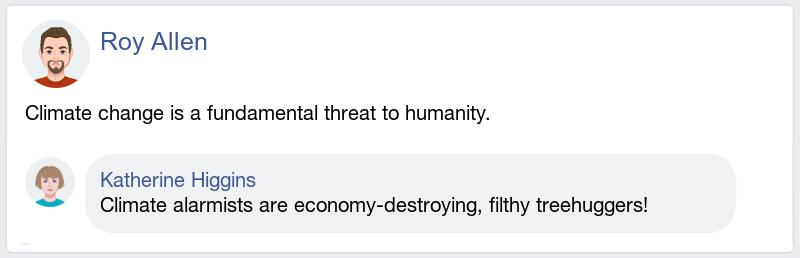 Roy Allen
Climate change is a fundamental threat to humanity.
Katherine Higgins
Climate alarmists are economy-destroying, filthy treehuggers!